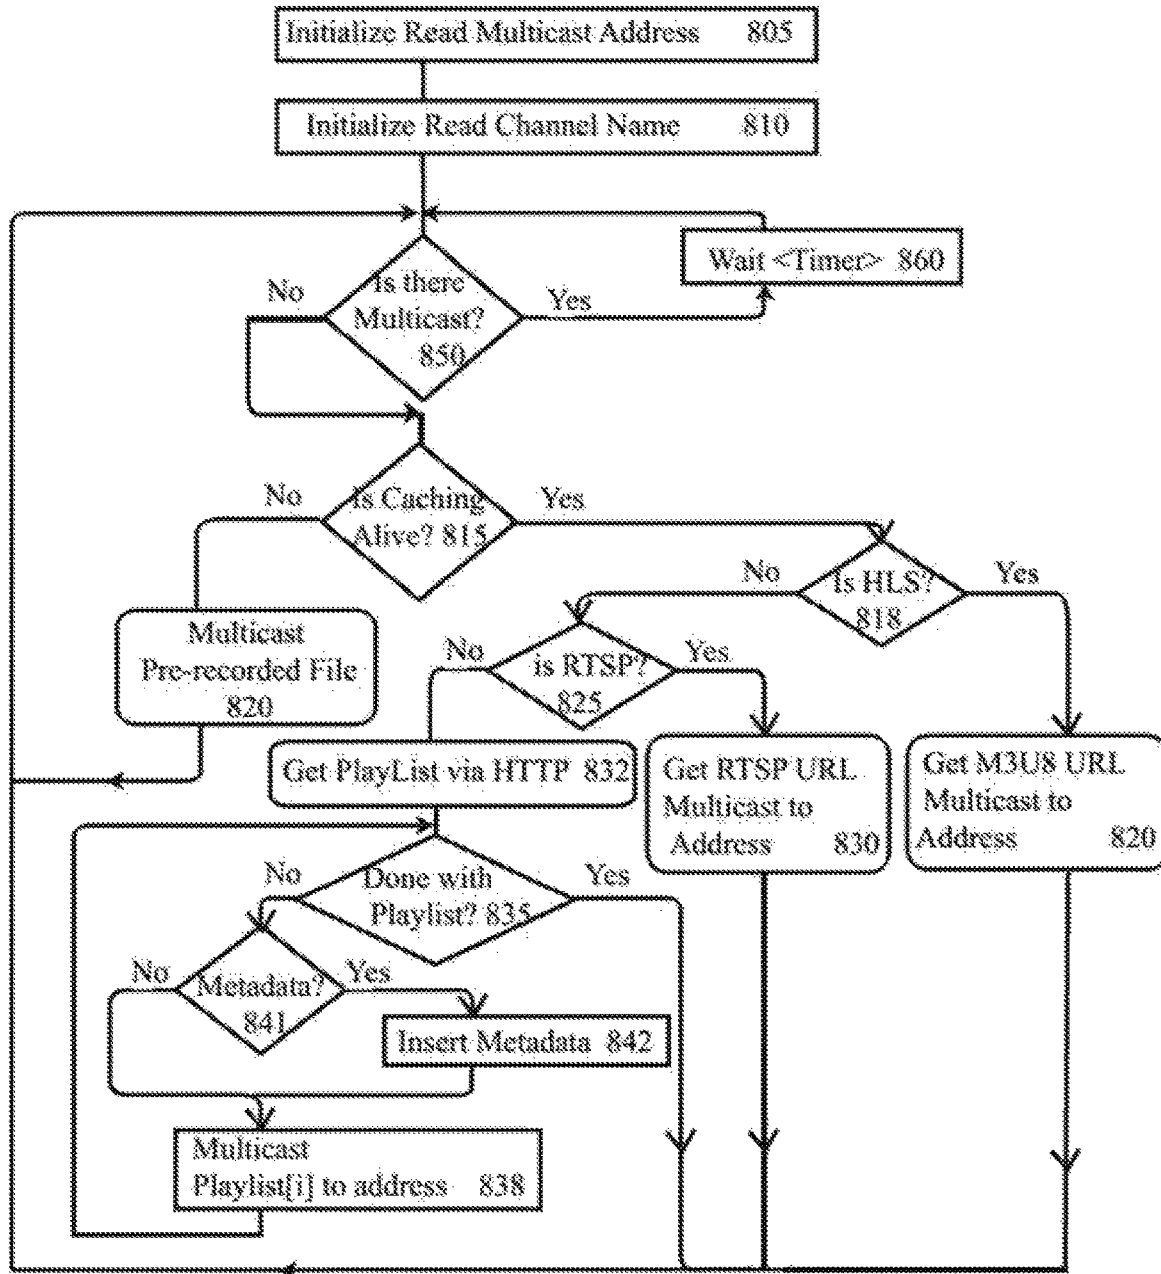 Initialize Read Multicast Address 805
Initialize Read Channel Name 810
Wait <Timer> 860
No
Is there
Multicast?
850
Yes
No
Is Caching
Alive? 815
Yes
No
Is HLS?
818
Yes
Multicast
Pre-recorded File
820
No
is RTSP?
825
Yes
Get PlayList via HTTP 832
Get RTSP URL
Multicast to
Address 830
Get M3U8 URL
Multicast to
Address 820
No
Done with
Playlist? 835
Yes
No
Metadata?
841
Yes
Insert Metadata 842
Multicast
Playlist[i] to address 838